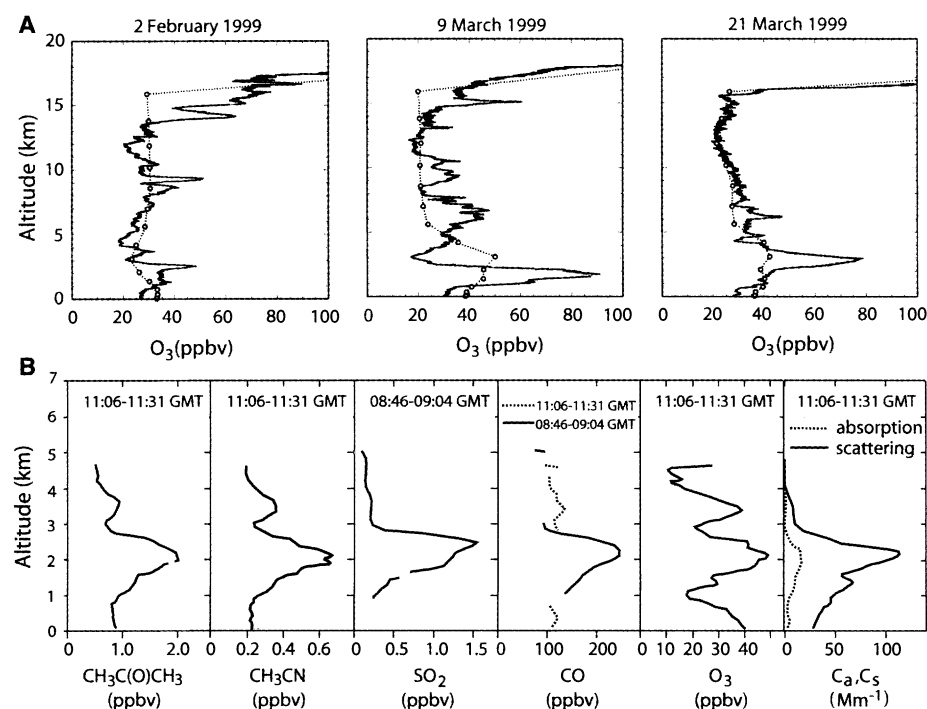 A
2 February 1999
9 March 1999
21 March 1999
Altitude (km)
20
15
10
5
0
0 20 40 60 80 100
0 20 40 60 80 100
0 20 40 60 80 100
O3(ppbv)
O3 (ppbv)
O3(ppbv)
B
Altitude (km)
7
6
5
4
3
2
1
0
11:06-11:31 GMT
11:06-11:31 GMT
08:46-09:04 GMT
11:06-11:31 GMT
08:46-09:04 GMT
11:06-11:31 GMT
11:06-11:31 GMT
absorption
scattering
0 1.0 2.0
0 0.2 0.4 0.6
0 0.5 1.0 1.5
0 100 200
0 10 20 30 40 50
0 50 100
CH3C(O)CH3
(ppbv)
CH3CN
(ppbv)
SO2
(ppbv)
CO
(ppbv)
O3
(ppbv)
Ca,Cs
(Mm-1)